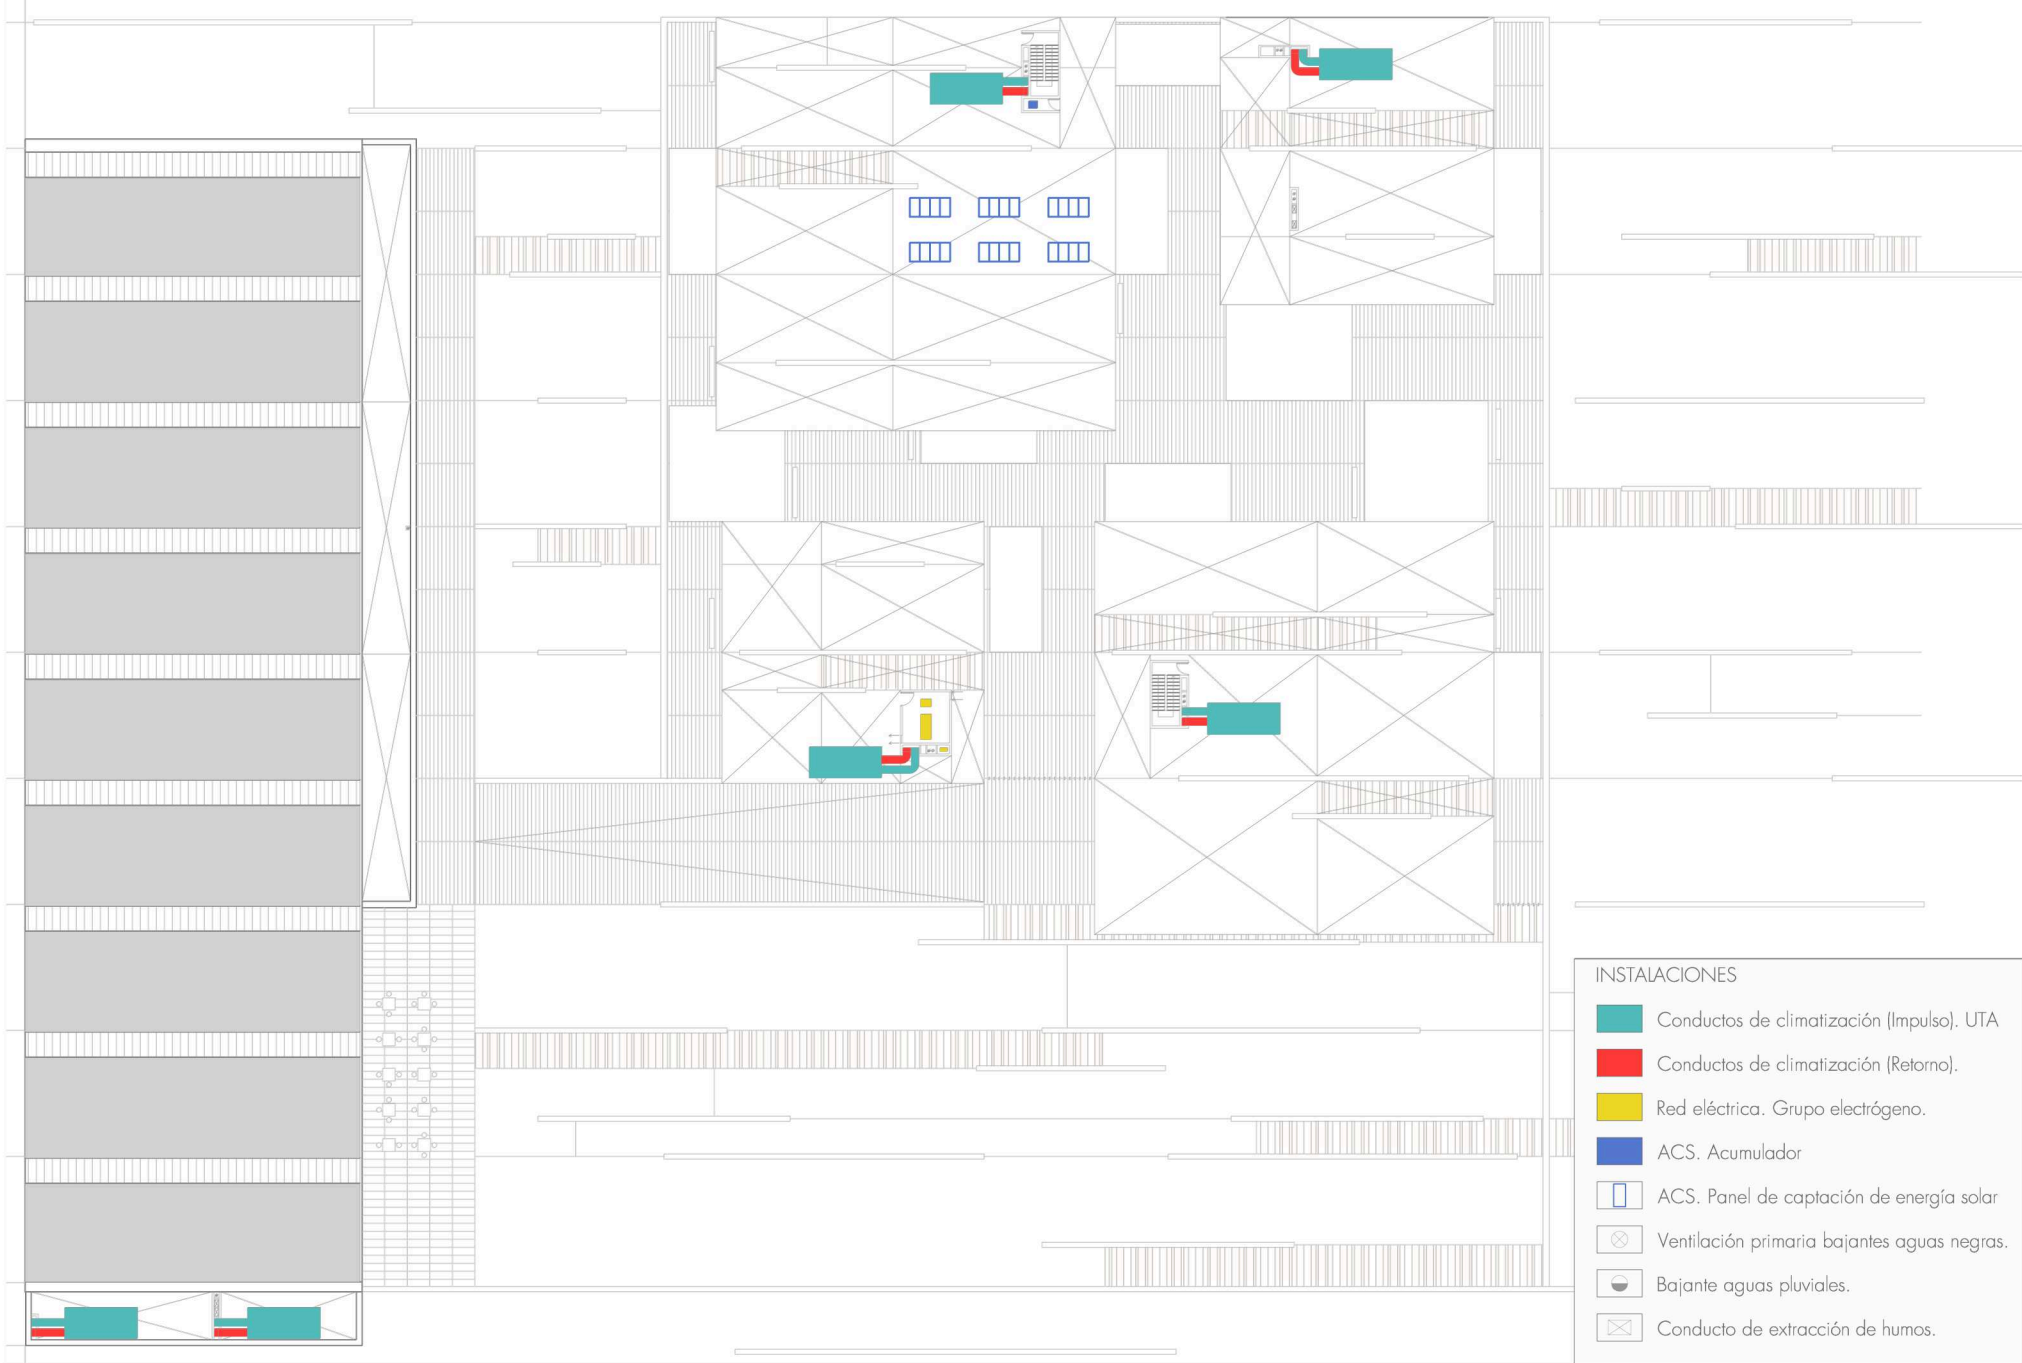 INSTALACIONES
Conductos de climatización (Impulso). UTA
Conductos de climatización (Retorno).
Red eléctrica. Grupo electrógeno.
ACS. Acumulador
ACS. Panel de captación de energía solar
Ventilación primaria bajantes aguas negras.
Bajante aguas pluviales.
Conducto de extracción de humos.